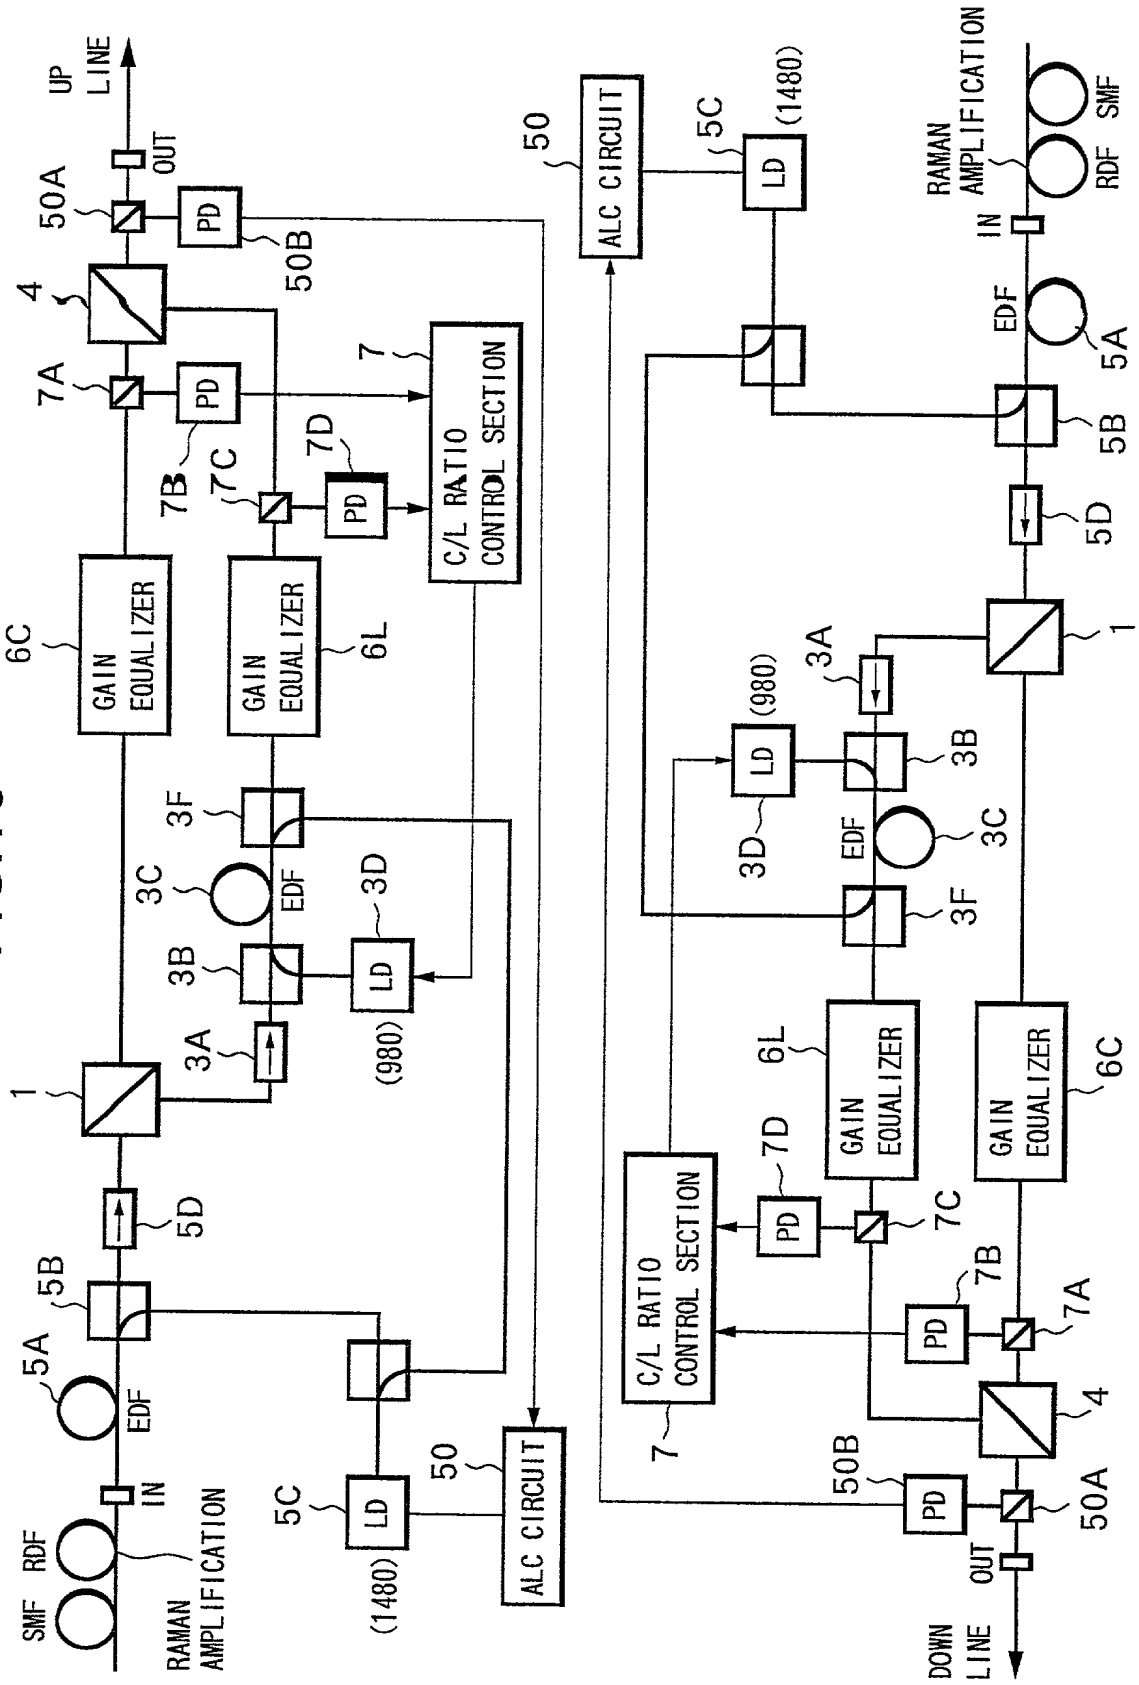 SMF
RDF
RAMAN
AMPLIFICATION
IN
5A
EDF
5B
5D
1
6C
GAIN
EQUALIZER
7A
4
50A
OUT
UP
LINE
PD
7B
PD
50B
3A
3B
3C
EDF
3F
GAIN
EQUALIZER
6L
7C
7D
PD
5C
LD
(1480)
3D
LD
(980)
7
C/L RATIO
CONTROL SECTION
50
ALC CIRCUIT
50
ALC CIRCUIT
C/L RATIO
CONTROL SECTION
7
5C
LD
(1480)
3D
LD
(980)
7D
PD
6L
GAIN
EQUALIZER
7C
3F
EDF
3C
3B
3A
50B
PD
7B
PD
DOWN
LINE
OUT
50A
4
7A
GAIN
EQUALIZER
6C
1
5D
5B
EDF
5A
IN
RAMAN
AMPLIFICATION
RDF
SMF